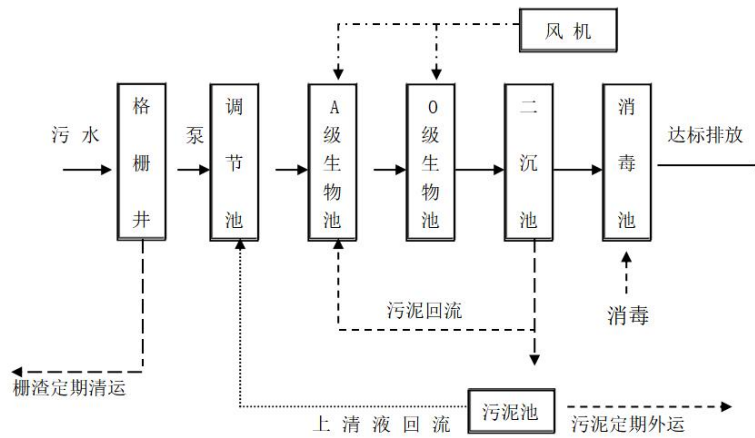 风 机
污 水
格栅井
泵
调节池
A级生物池
O级生物池
二沉池
消毒池
达标排放
污泥回流
消毒
栅渣定期清运
上 清 液 回 流
污泥池
污泥定期外运